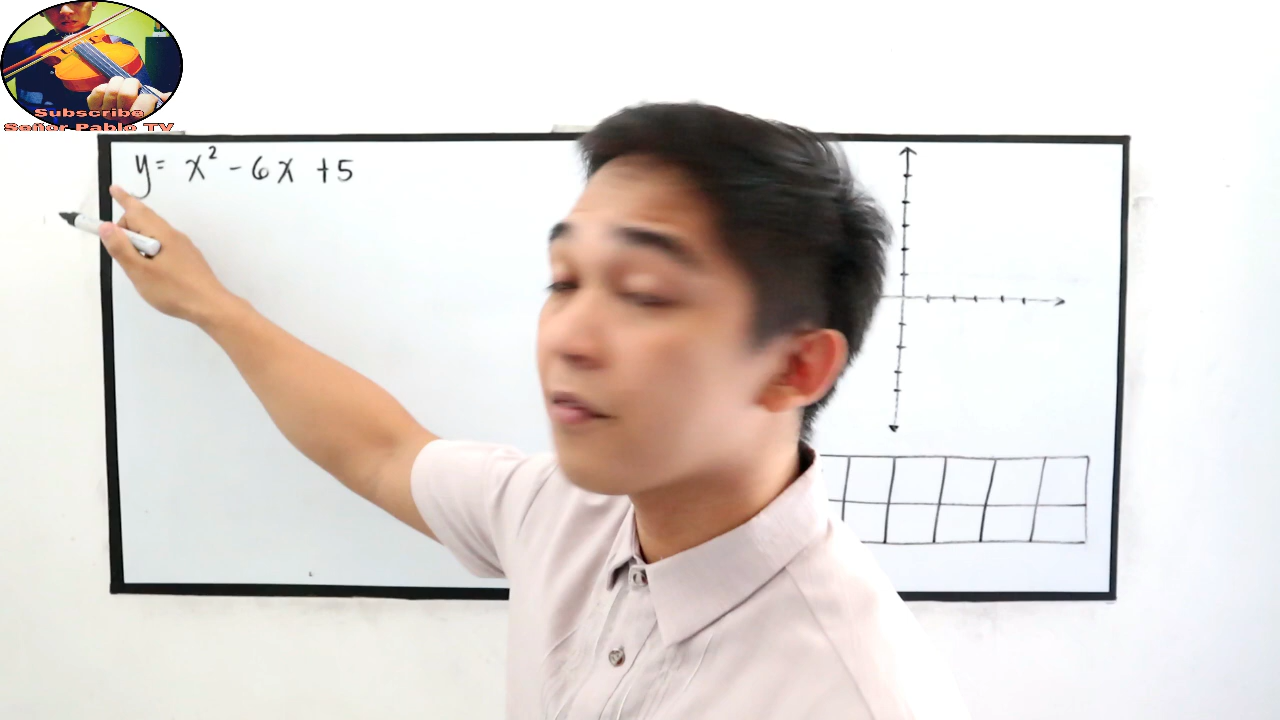 Subscribe
Señor Pablo TV
y = x² - 6x + 5